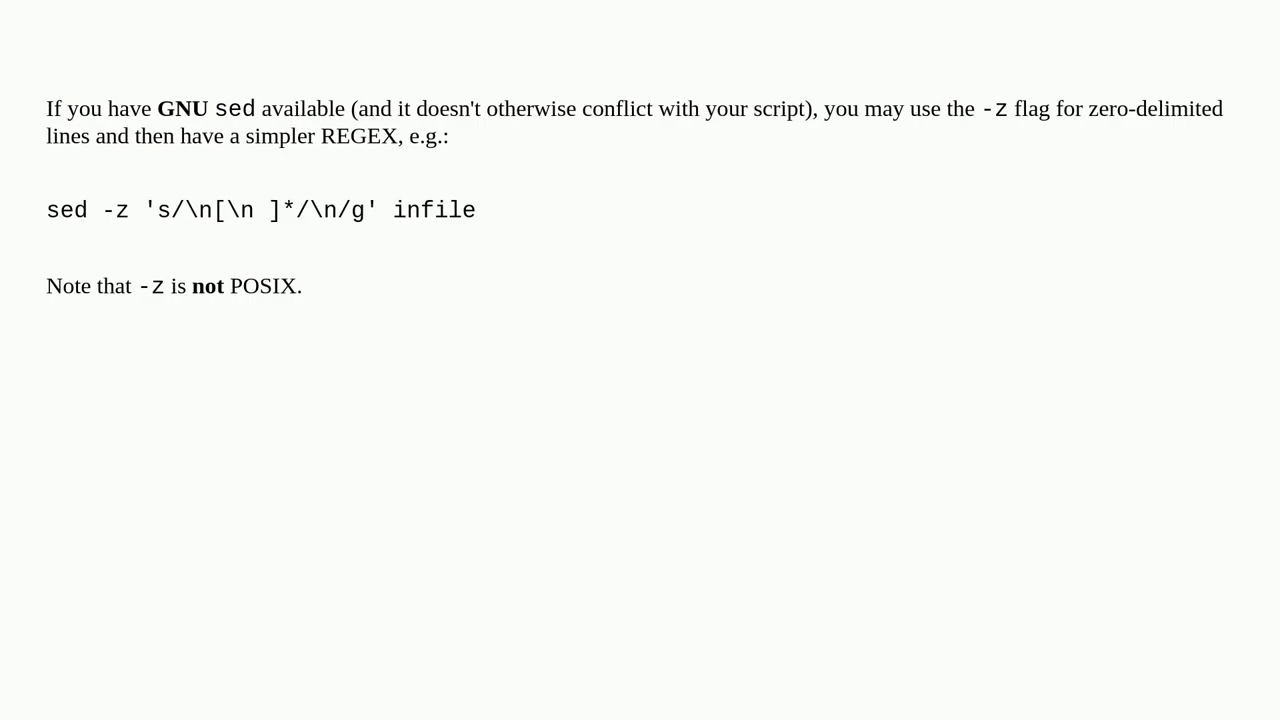 If you have GNU sed available (and it doesn't otherwise conflict with your script), you may use the -z flag for zero-delimited
lines and then have a simpler REGEX, e.g.:
sed -z 's/\n[\n ]*/\n/g' infile
Note that -z is not POSIX.